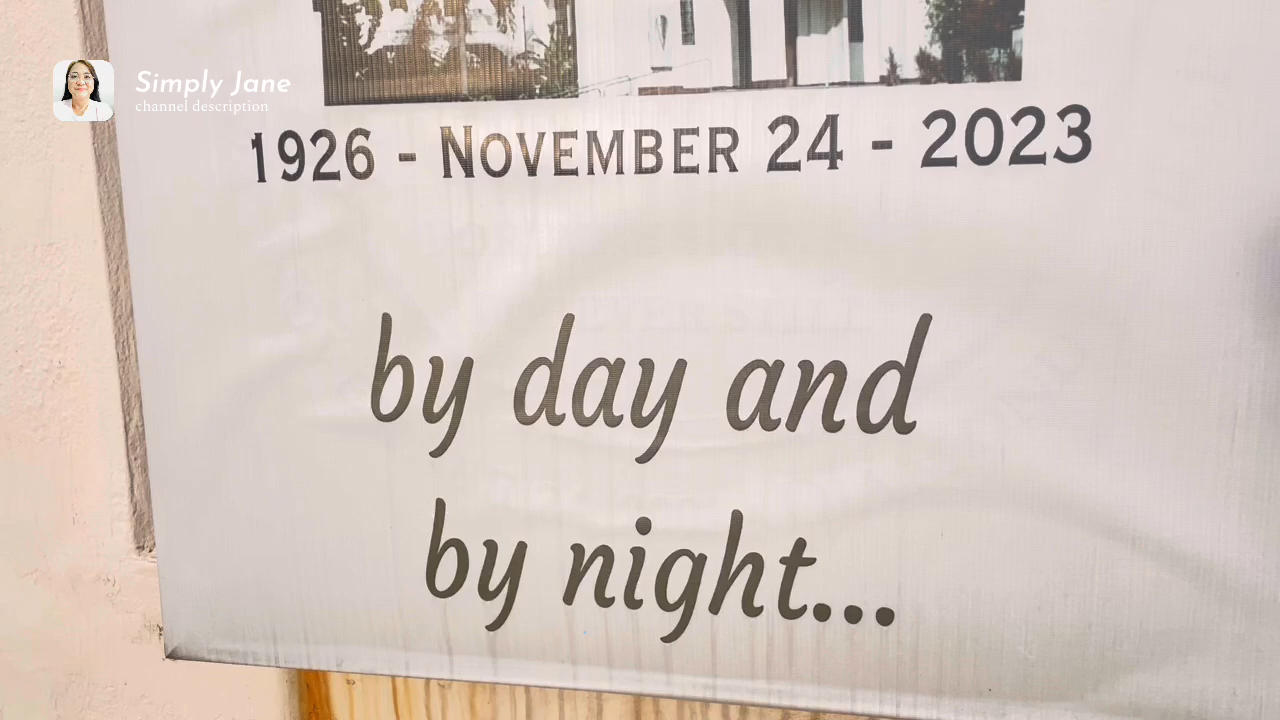 Simply Jane
channel description
1926 - NOVEMBER 24 - 2023
by day and
by night...